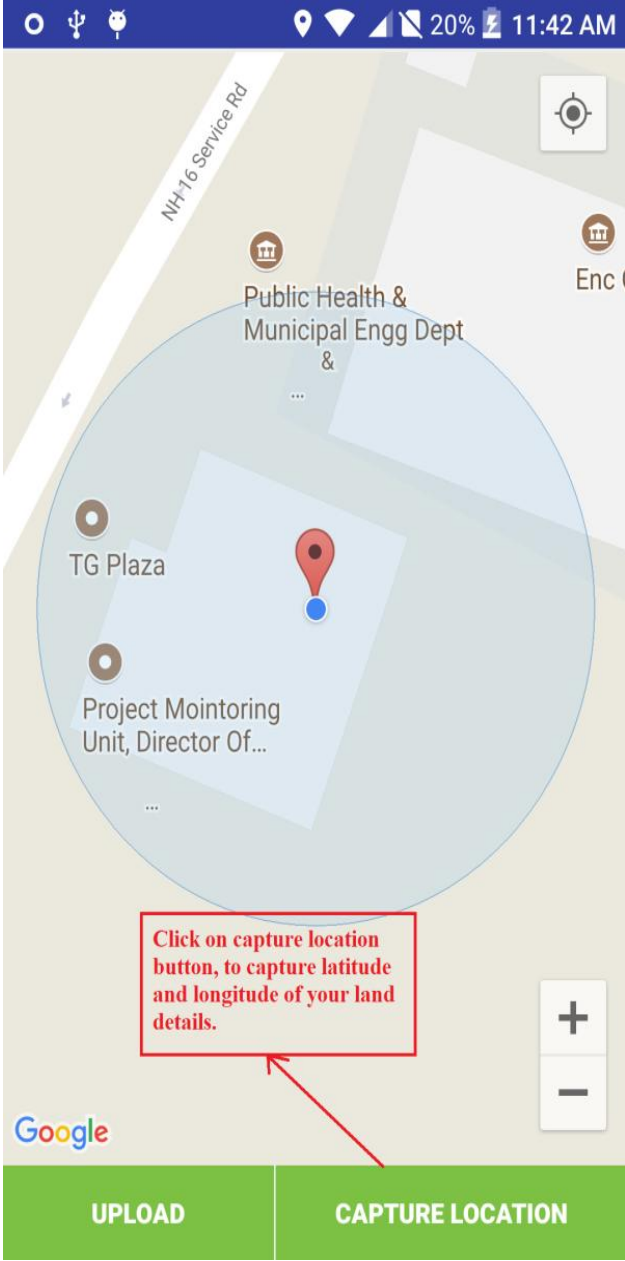 20% 11:42 AM
NH-16 Service Rd
Public Health &
Municipal Engg Dept
&
...
Enc
TG Plaza
Project Mointoring
Unit, Director Of...
...
Click on capture location
button, to capture latitude
and longitude of your land
details.
+
−
Google
UPLOAD
CAPTURE LOCATION